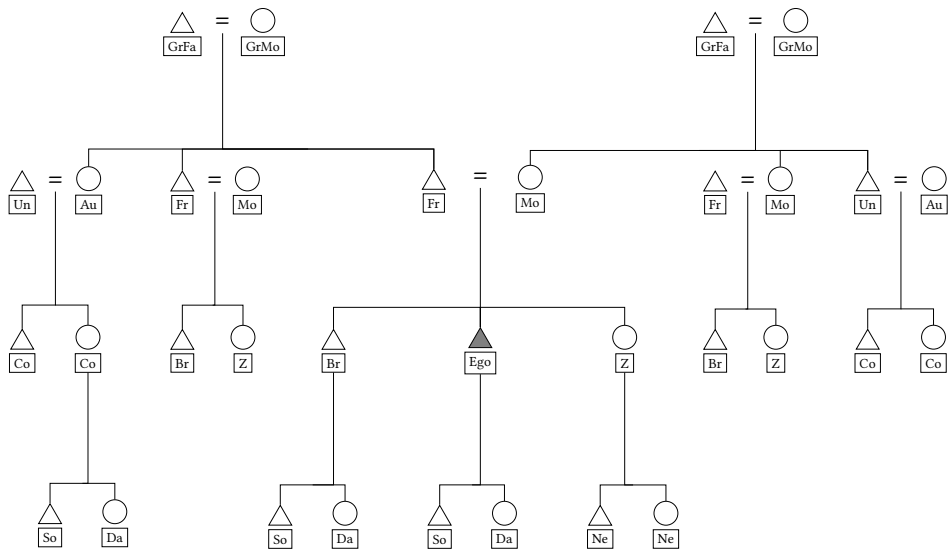 = =
GrFa GrMo GrFa GrMo
= = = = =
Un Au Fr Mo Fr Mo Fr Mo Un Au
Co Co Br Z Br Ego Z Br Z Co Co
So Da So Da So Da Ne Ne